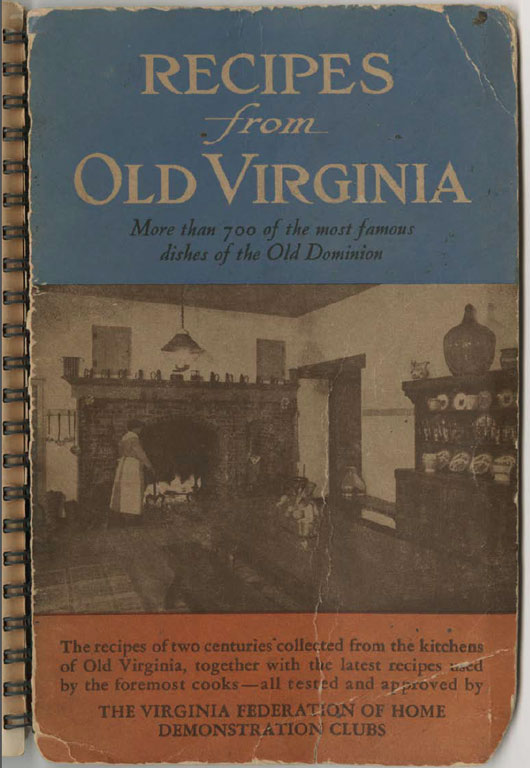 RECIPES
from
OLD VIRGINIA
More than 700 of the most famous
dishes of the Old Dominion
The recipes of two centuries collected from the kitchens
of Old Virginia, together with the latest recipes used
by the foremost cooks—all tested and approved by
THE VIRGINIA FEDERATION OF HOME
DEMONSTRATION CLUBS